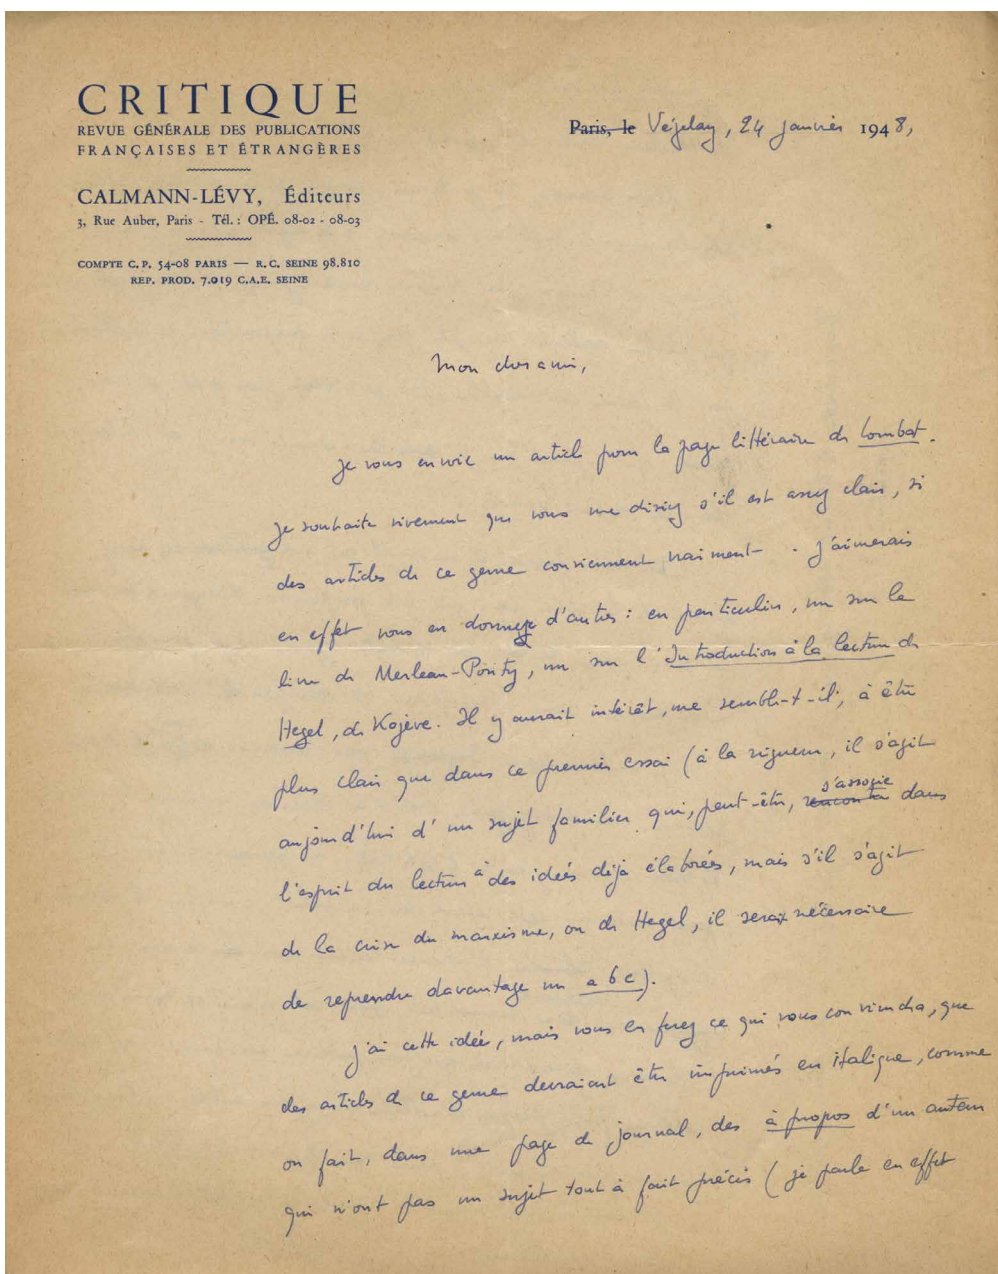 CRITIQUE
REVUE GÉNÉRALE DES PUBLICATIONS
FRANÇAISES ET ÉTRANGÈRES
CALMANN-LÉVY, Éditeurs
3, Rue Auber, Paris - Tél. : OPÉ. 08-02 - 08-03
COMPTE C. P. 54-08 PARIS — R. C. SEINE 98.810
REP. PROD. 7.019 C.A.E. SEINE
Paris, le Vézelay, 24 janvier 1948,
Mon cher ami,
Je vous envoie un article pour la page littéraire de Combat.
Je souhaite vivement que vous me disiez s'il est assez clair, si
des articles de ce genre conviennent vraiment. J'aimerais
en effet vous en donner d'autres : en particulier, un sur le
livre de Merleau-Ponty, un sur l'Introduction à la lecture de
Hegel, de Kojève. Il y aurait intérêt, me semble-t-il, à être
plus clair que dans ce premier essai (à la rigueur, il s'agit
aujourd'hui d'un sujet familier qui, peut-être, rencontre s'associe dans
l'esprit du lecteur à des idées déjà élaborées, mais s'il s'agit
de la crise du marxisme, ou de Hegel, il serait nécessaire
de reprendre davantage un a b c).
J'ai cette idée, mais vous en ferez ce qui vous conviendra, que
des articles de ce genre devraient être imprimés en italique, comme
on fait, dans une page de journal, des à propos d'un auteur
qui n'ont pas un sujet tout à fait précis (je parle en effet